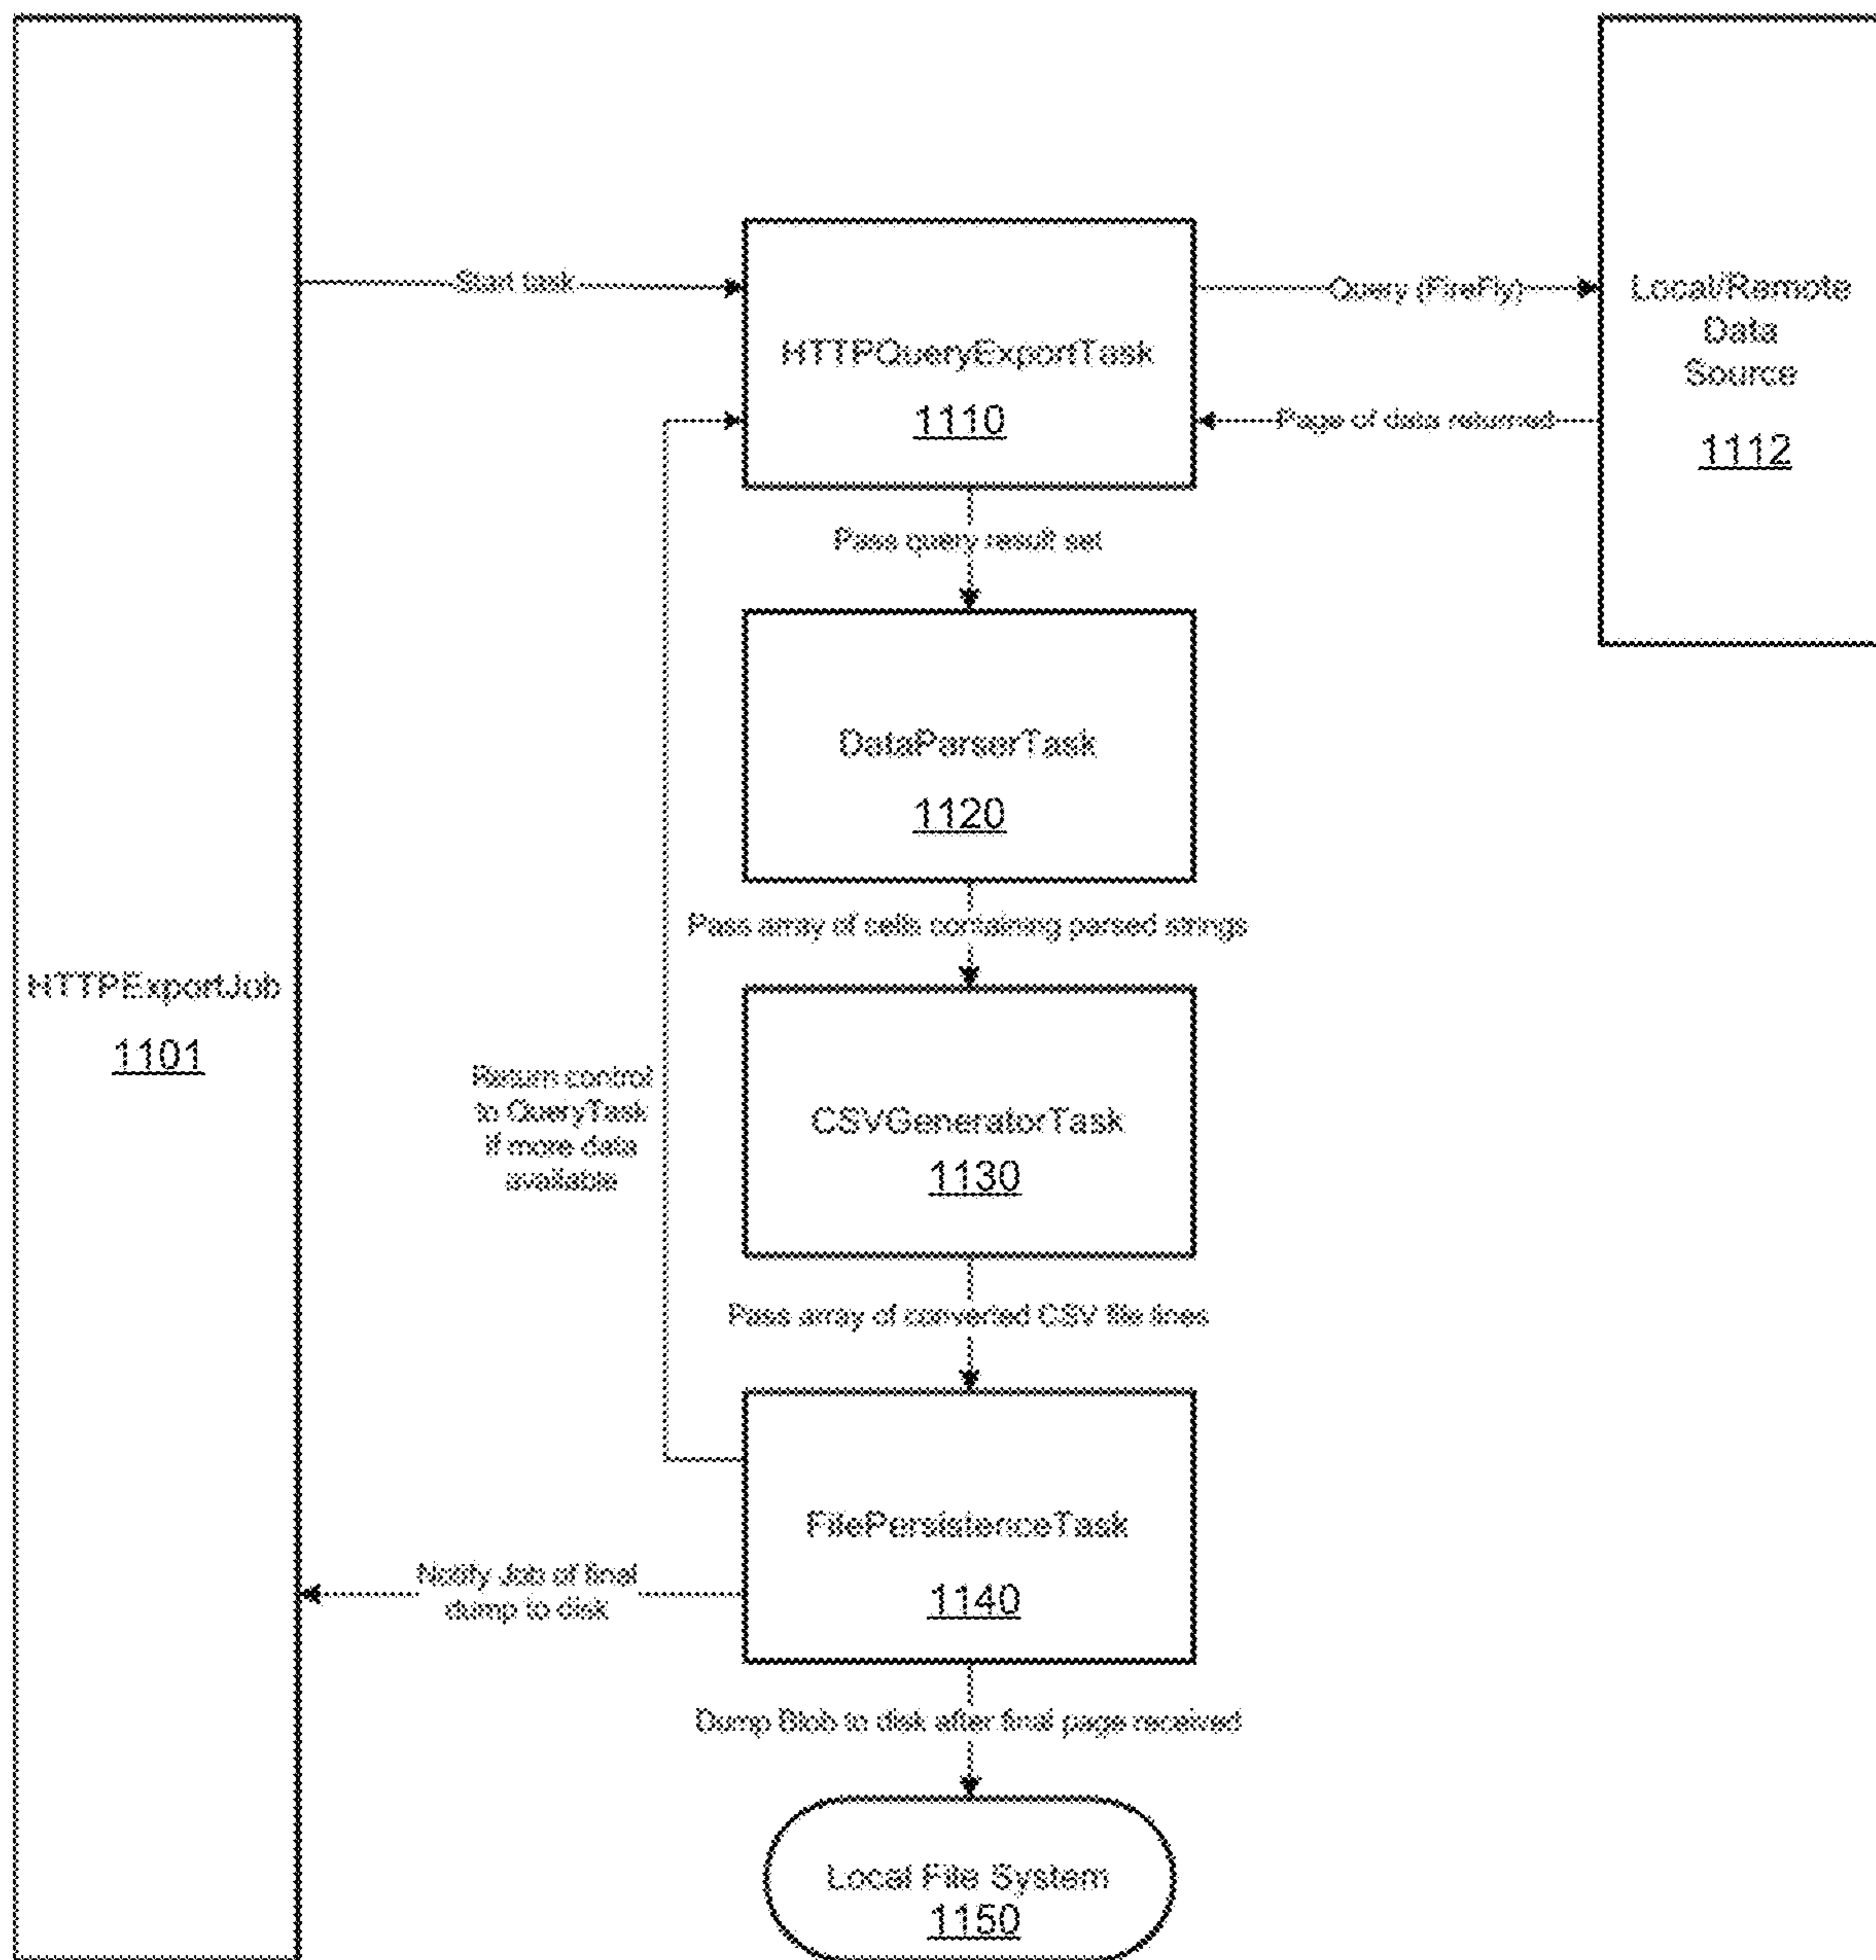 Start task
Query (FireFly)
Local/Remote
Data
Source
1112
HTTPQueryExportTask
1110
Page of data returned
Pass query result set
DataParserTask
1120
Pass array of cells containing parsed strings
HTTPExportJob
1101
Return control
to QueryTask
if more data
available
CSVGeneratorTask
1130
Pass array of converted CSV file lines
FilePersistenceTask
1140
Notify Job of final
dump to disk
Dump Blob to disk after final page received
Local File System
1150